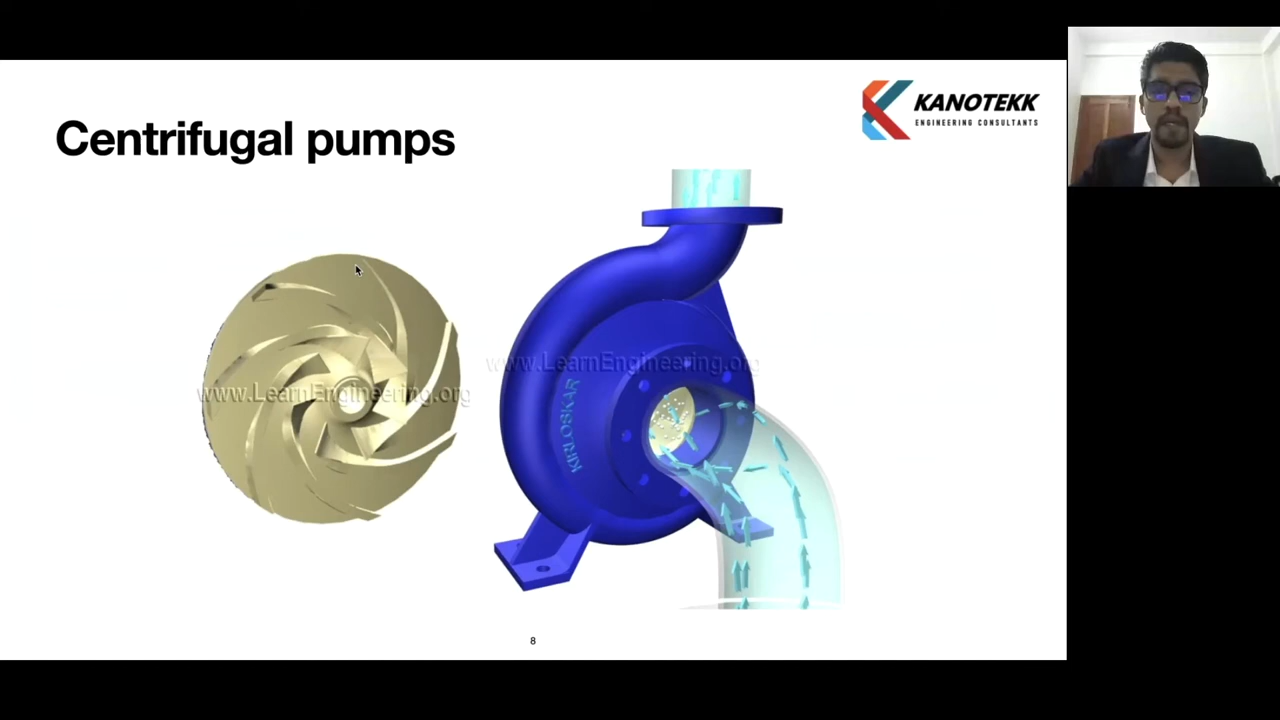 KANOTEKK
ENGINEERING CONSULTANTS
Centrifugal pumps
www.LearnEngineering.org
www.LearnEngineering.org
KIRLOSKAR
8